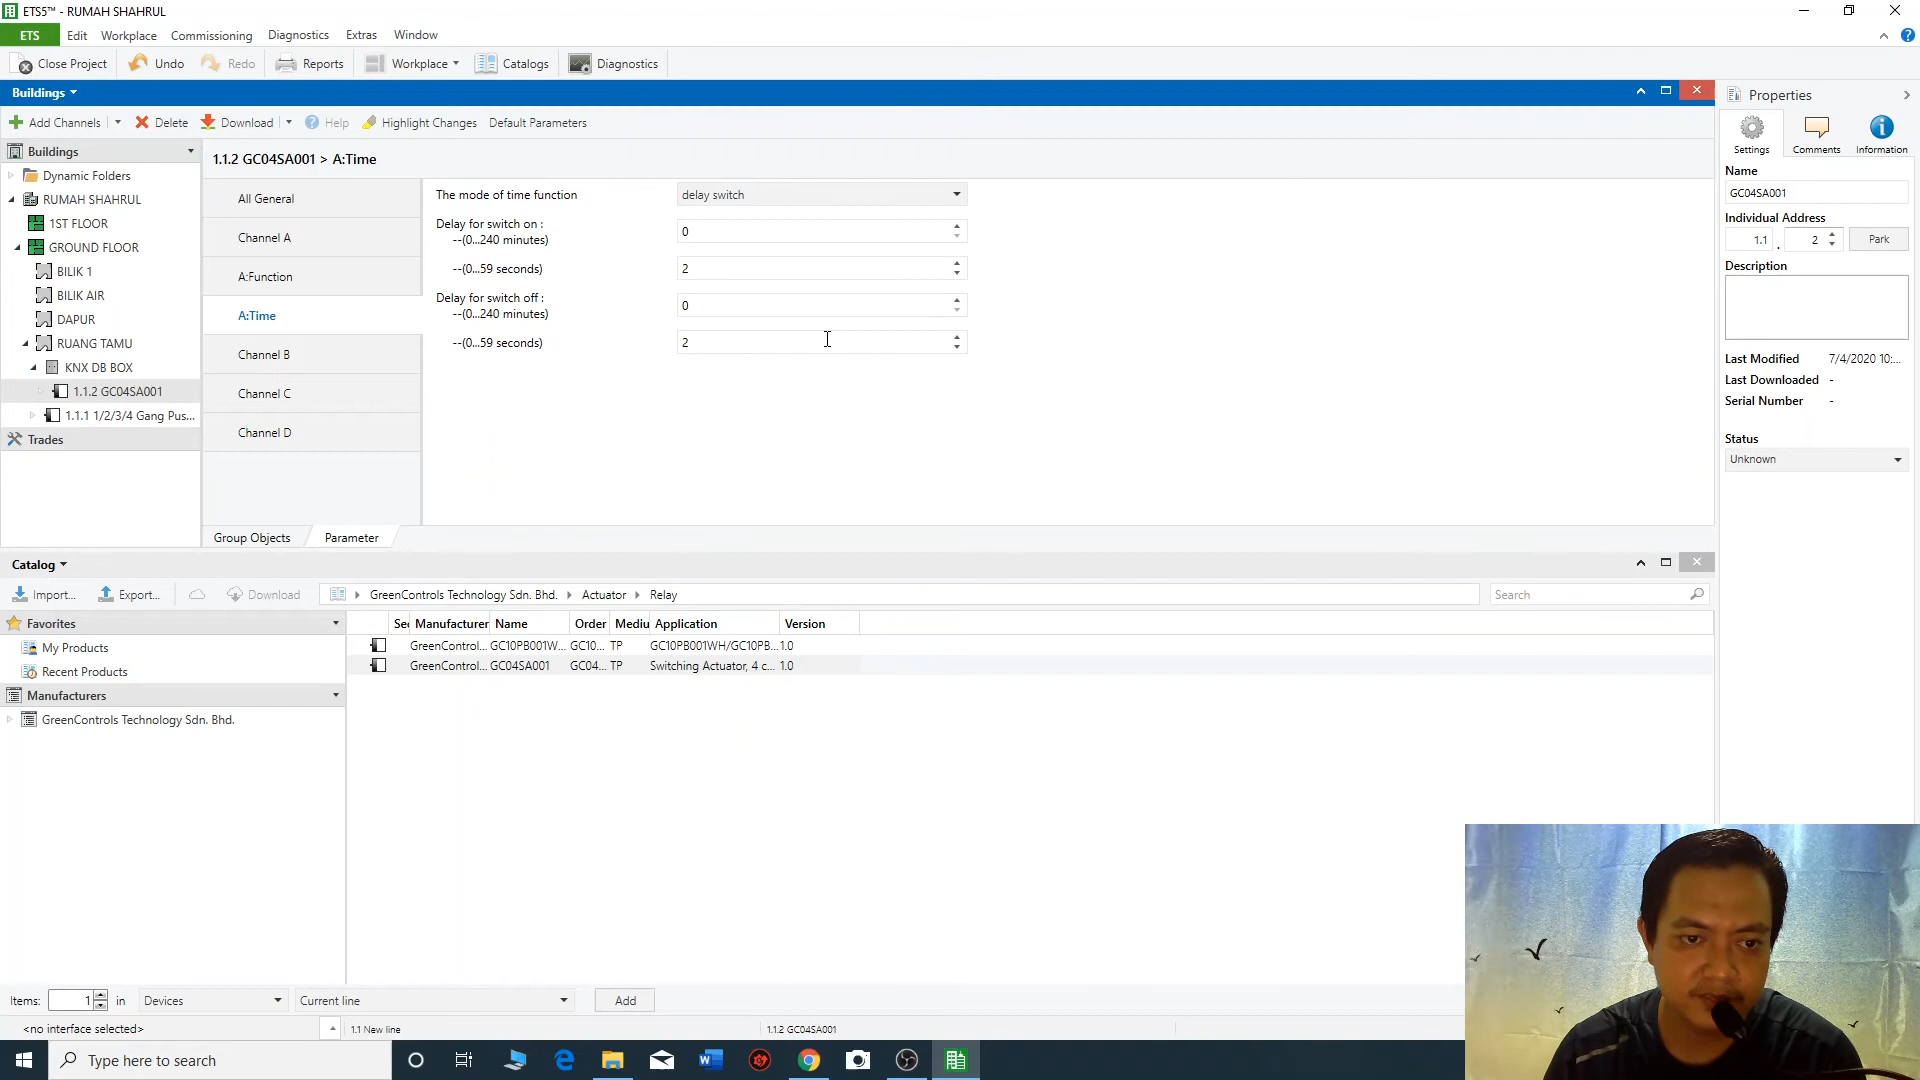 ETS5™ - RUMAH SHAHRUL
ETS Edit Workplace Commissioning Diagnostics Extras Window
Close Project Undo Redo Reports Workplace Catalogs Diagnostics
Buildings
Add Channels Delete Download Help Highlight Changes Default Parameters
Buildings
Dynamic Folders
RUMAH SHAHRUL
1ST FLOOR
GROUND FLOOR
BILIK 1
BILIK AIR
DAPUR
RUANG TAMU
KNX DB BOX
1.1.2 GC04SA001
1.1.1 1/2/3/4 Gang Pus...
Trades
1.1.2 GC04SA001 > A:Time
All General
Channel A
A:Function
A:Time
Channel B
Channel C
Channel D
The mode of time function delay switch
Delay for switch on :
--(0...240 minutes) 0
--(0...59 seconds) 2
Delay for switch off :
--(0...240 minutes) 0
--(0...59 seconds) 2
Group Objects Parameter
Properties
Settings Comments Information
Name
GC04SA001
Individual Address
1.1 . 2 Park
Description
Last Modified 7/4/2020 10:...
Last Downloaded -
Serial Number -
Status
Unknown
Catalog
Import... Export... Download GreenControls Technology Sdn. Bhd. Actuator Relay Search
Favorites
My Products
Recent Products
Manufacturers
GreenControls Technology Sdn. Bhd.
Sec Manufacturer Name Order Mediu Application Version
GreenControl... GC10PB001W... GC10... TP GC10PB001WH/GC10PB... 1.0
GreenControl... GC04SA001 GC04... TP Switching Actuator, 4 c... 1.0
Items: 1 in Devices Current line Add
<no interface selected> 1.1 New line 1.1.2 GC04SA001
Type here to search